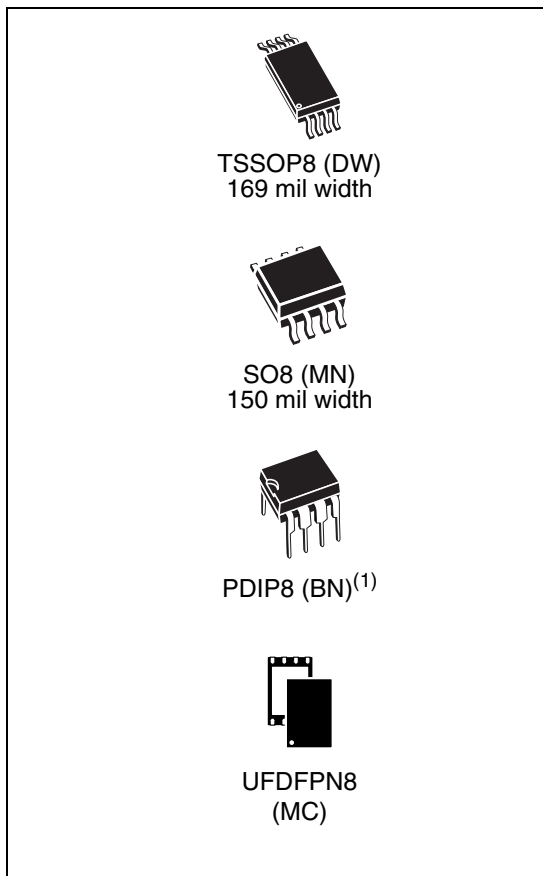 TSSOP8 (DW)
169 mil width
SO8 (MN)
150 mil width
PDIP8 (BN)(1)
UFDFPN8
(MC)